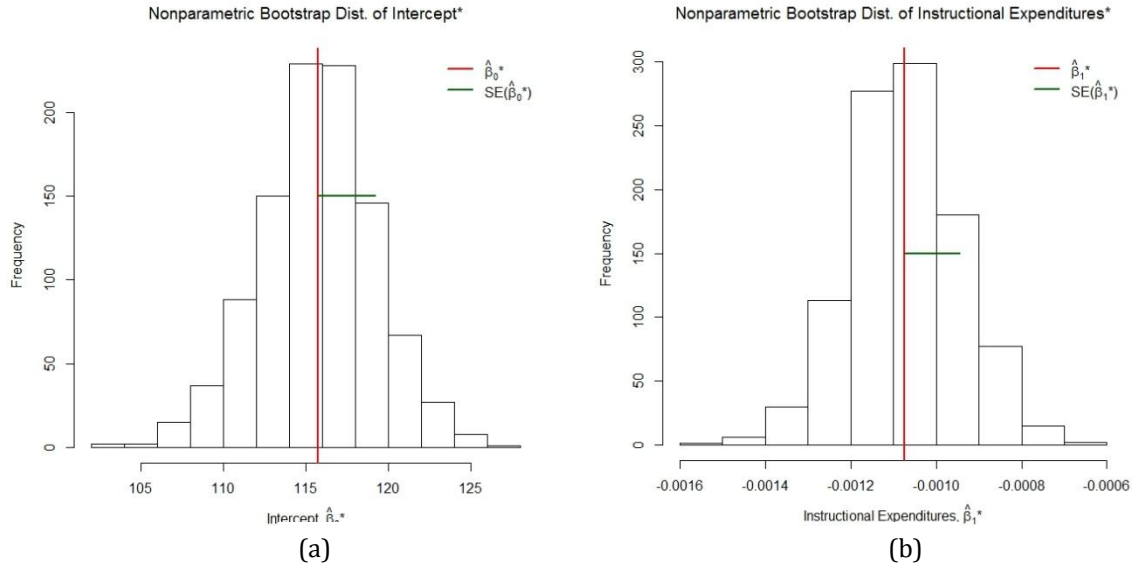 Nonparametric Bootstrap Dist. of Intercept*
β̂₀*
SE(β̂₀*)
Frequency
0
50
100
150
200
105
110
115
120
125
Intercept, β̂₀*
(a)
Nonparametric Bootstrap Dist. of Instructional Expenditures*
β̂₁*
SE(β̂₁*)
Frequency
0
50
100
150
200
250
300
-0.0016
-0.0014
-0.0012
-0.0010
-0.0008
-0.0006
Instructional Expenditures, β̂₁*
(b)